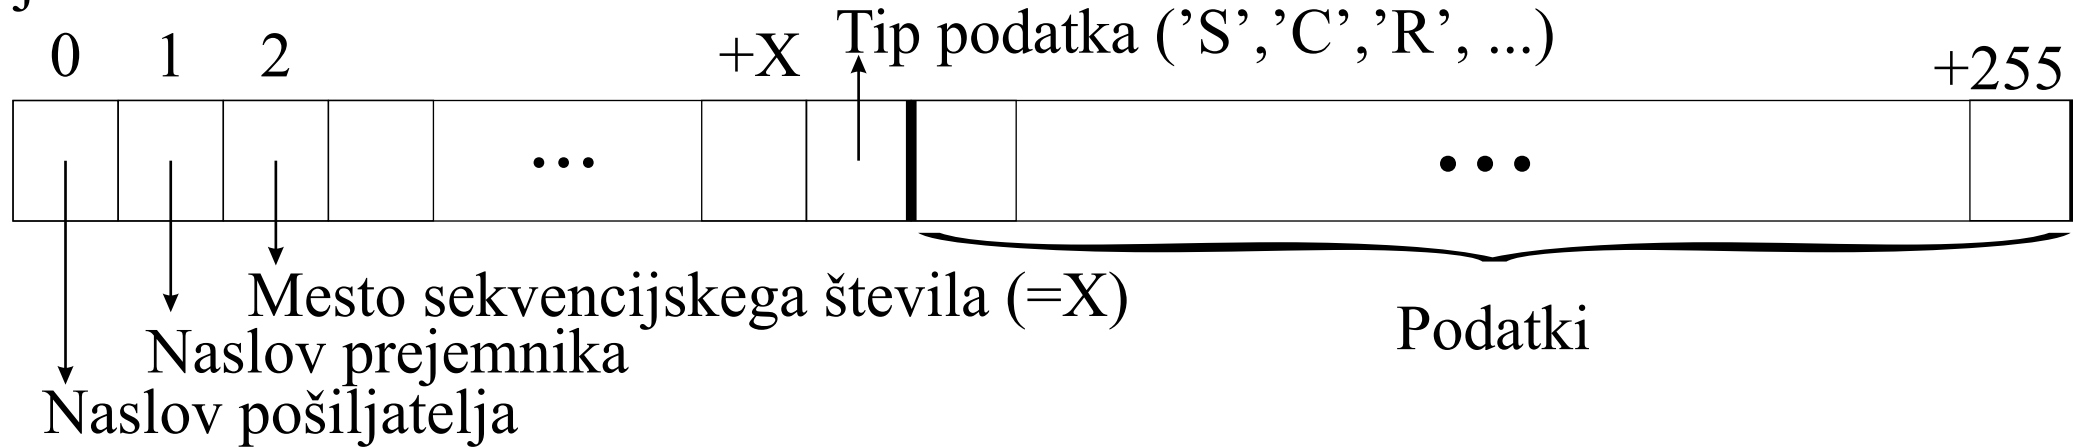 Tip podatka (’S’,’C’,’R’, ...)
0 1 2 +X +255
... ...
Mesto sekvencijskega števila (=X)
Naslov prejemnika
Naslov pošiljatelja
Podatki